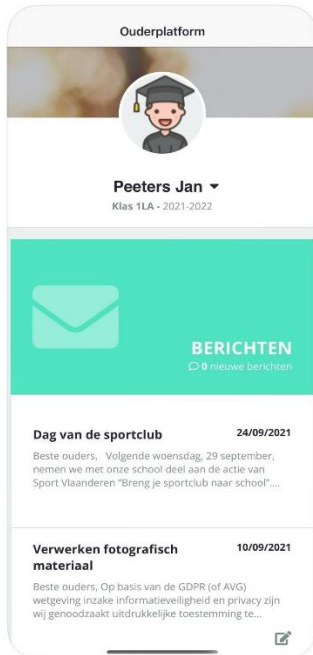 Ouderplatform
Peeters Jan
Klas 1LA - 2021-2022
BERICHTEN
0 nieuwe berichten
Dag van de sportclub 24/09/2021
Beste ouders, Volgende woensdag, 29 september,
nemen we met onze school deel aan de actie van
Sport Vlaanderen "Breng je sportclub naar school"....
Verwerken fotografisch 10/09/2021
materiaal
Beste ouders, Op basis van de GDPR (of AVG)
wetgeving inzake informatieveiligheid en privacy zijn
wij genoodzaakt uitdrukkelijke toestemming te...